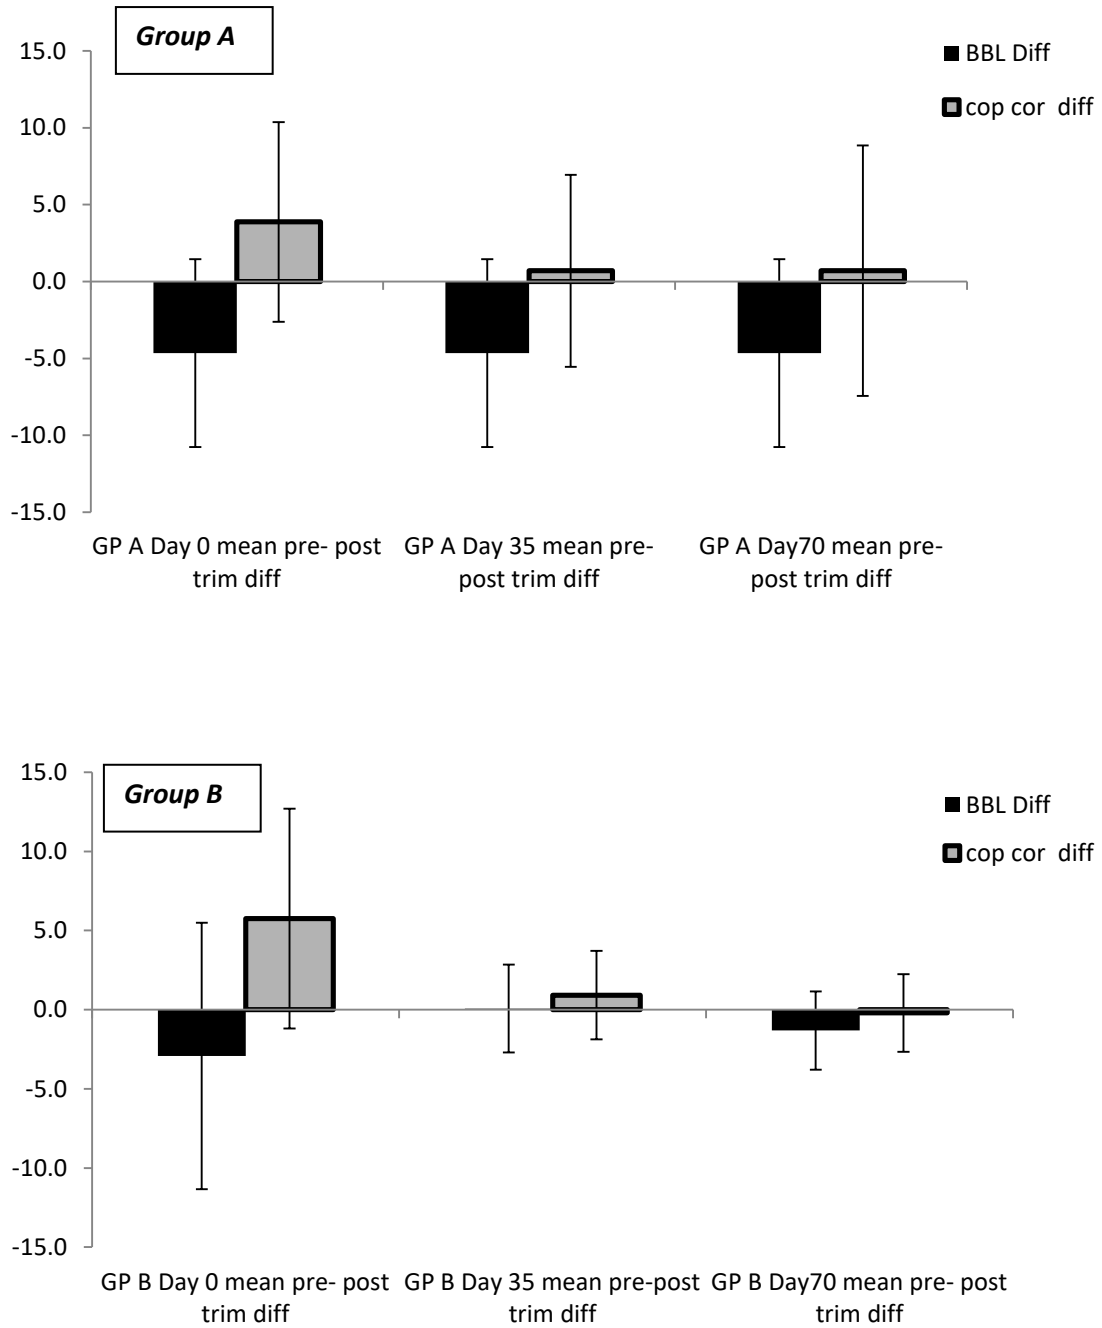 Group A
15.0
10.0
5.0
0.0
-5.0
-10.0
-15.0
BBL Diff
cop cor  diff
GP A Day 0 mean pre- post
trim diff
GP A Day 35 mean pre-
post trim diff
GP A Day70 mean pre-
post trim diff
Group B
15.0
10.0
5.0
0.0
-5.0
-10.0
-15.0
BBL Diff
cop cor  diff
GP B Day 0 mean pre- post
trim diff
GP B Day 35 mean pre-post
trim diff
GP B Day70 mean pre- post
trim diff